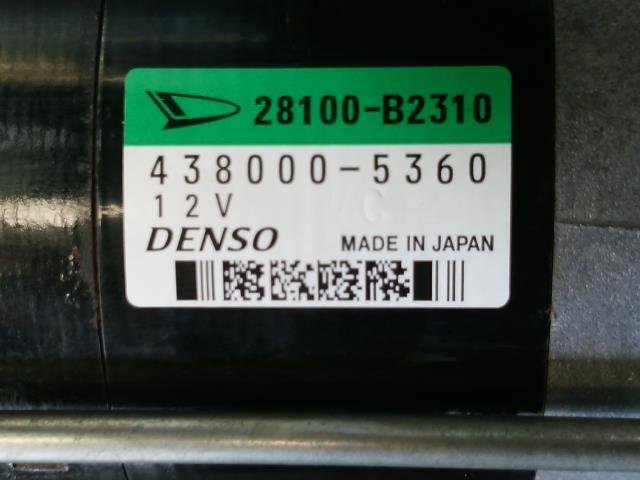 28100-B2310
438000-5360
12V
DENSO MADE IN JAPAN